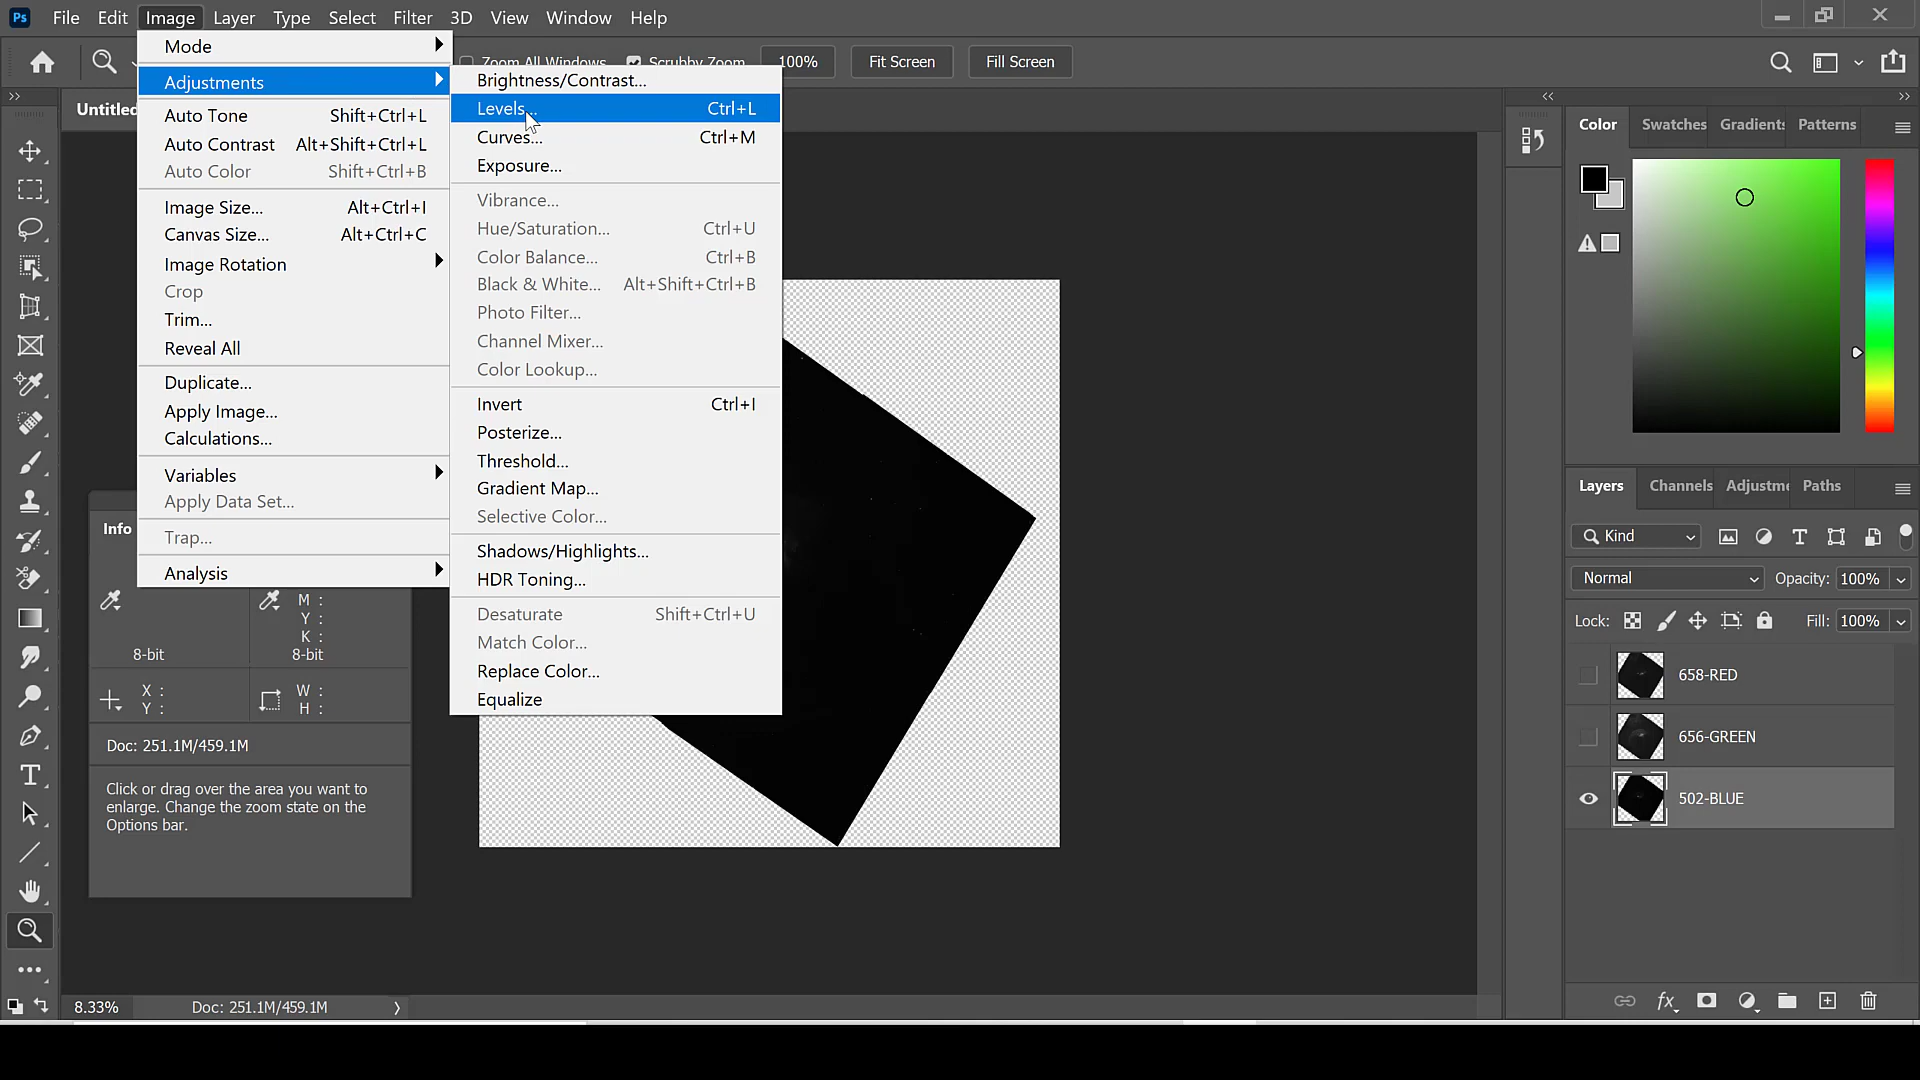 Ps File Edit Image Layer Type Select Filter 3D View Window Help
Zoom All Windows Scrubby Zoom 100% Fit Screen Fill Screen
Untitled
Mode
Adjustments
Auto Tone Shift+Ctrl+L
Auto Contrast Alt+Shift+Ctrl+L
Auto Color Shift+Ctrl+B
Image Size... Alt+Ctrl+I
Canvas Size... Alt+Ctrl+C
Image Rotation
Crop
Trim...
Reveal All
Duplicate...
Apply Image...
Calculations...
Variables
Apply Data Set...
Trap...
Analysis
Brightness/Contrast...
Levels... Ctrl+L
Curves... Ctrl+M
Exposure...
Vibrance...
Hue/Saturation... Ctrl+U
Color Balance... Ctrl+B
Black & White... Alt+Shift+Ctrl+B
Photo Filter...
Channel Mixer...
Color Lookup...
Invert Ctrl+I
Posterize...
Threshold...
Gradient Map...
Selective Color...
Shadows/Highlights...
HDR Toning...
Desaturate Shift+Ctrl+U
Match Color...
Replace Color...
Equalize
Info
M :
Y :
K :
8-bit 8-bit
X : W :
Y : H :
Doc: 251.1M/459.1M
Click or drag over the area you want to
enlarge. Change the zoom state on the
Options bar.
8.33% Doc: 251.1M/459.1M
Color Swatches Gradients Patterns
Layers Channels Adjustme Paths
Kind
Normal Opacity: 100%
Lock: Fill: 100%
658-RED
656-GREEN
502-BLUE
fx